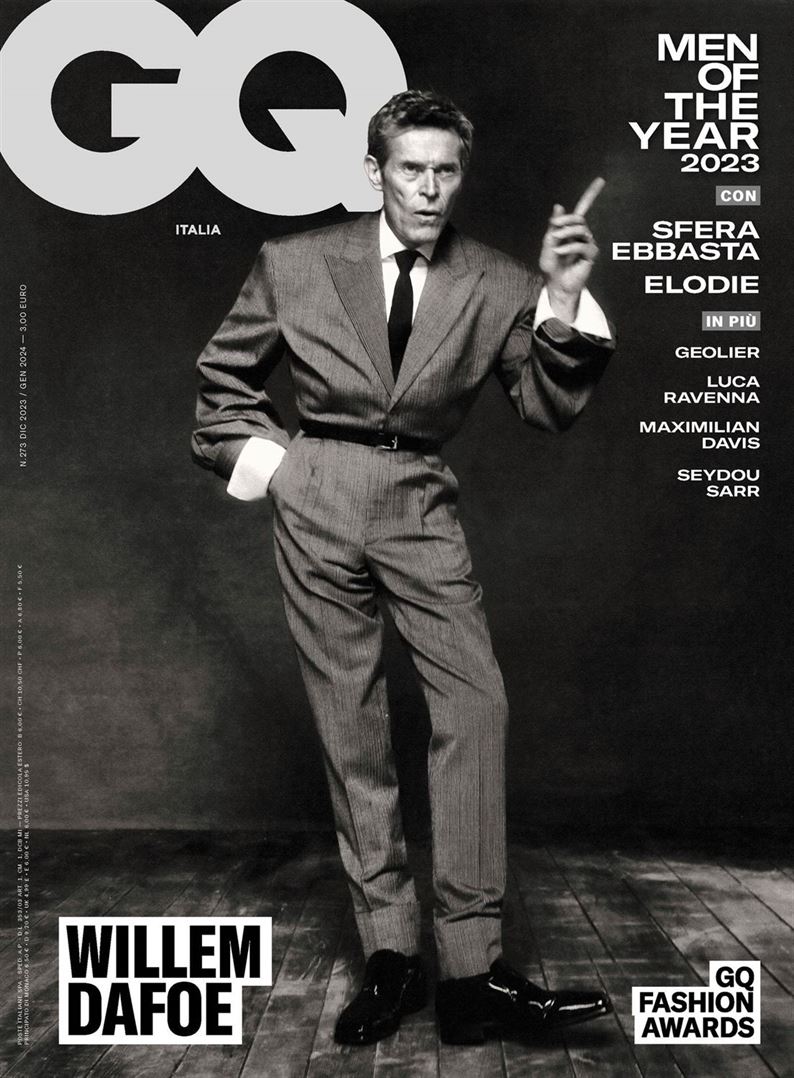 GQ
ITALIA
MEN
OF
THE
YEAR
2023
CON
SFERA
EBBASTA
ELODIE
IN PIÙ
GEOLIER
LUCA
RAVENNA
MAXIMILIAN
DAVIS
SEYDOU
SARR
N.273 DIC 2023 / GEN 2024 — 3,00 EURO
WILLEM
DAFOE
GQ
FASHION
AWARDS